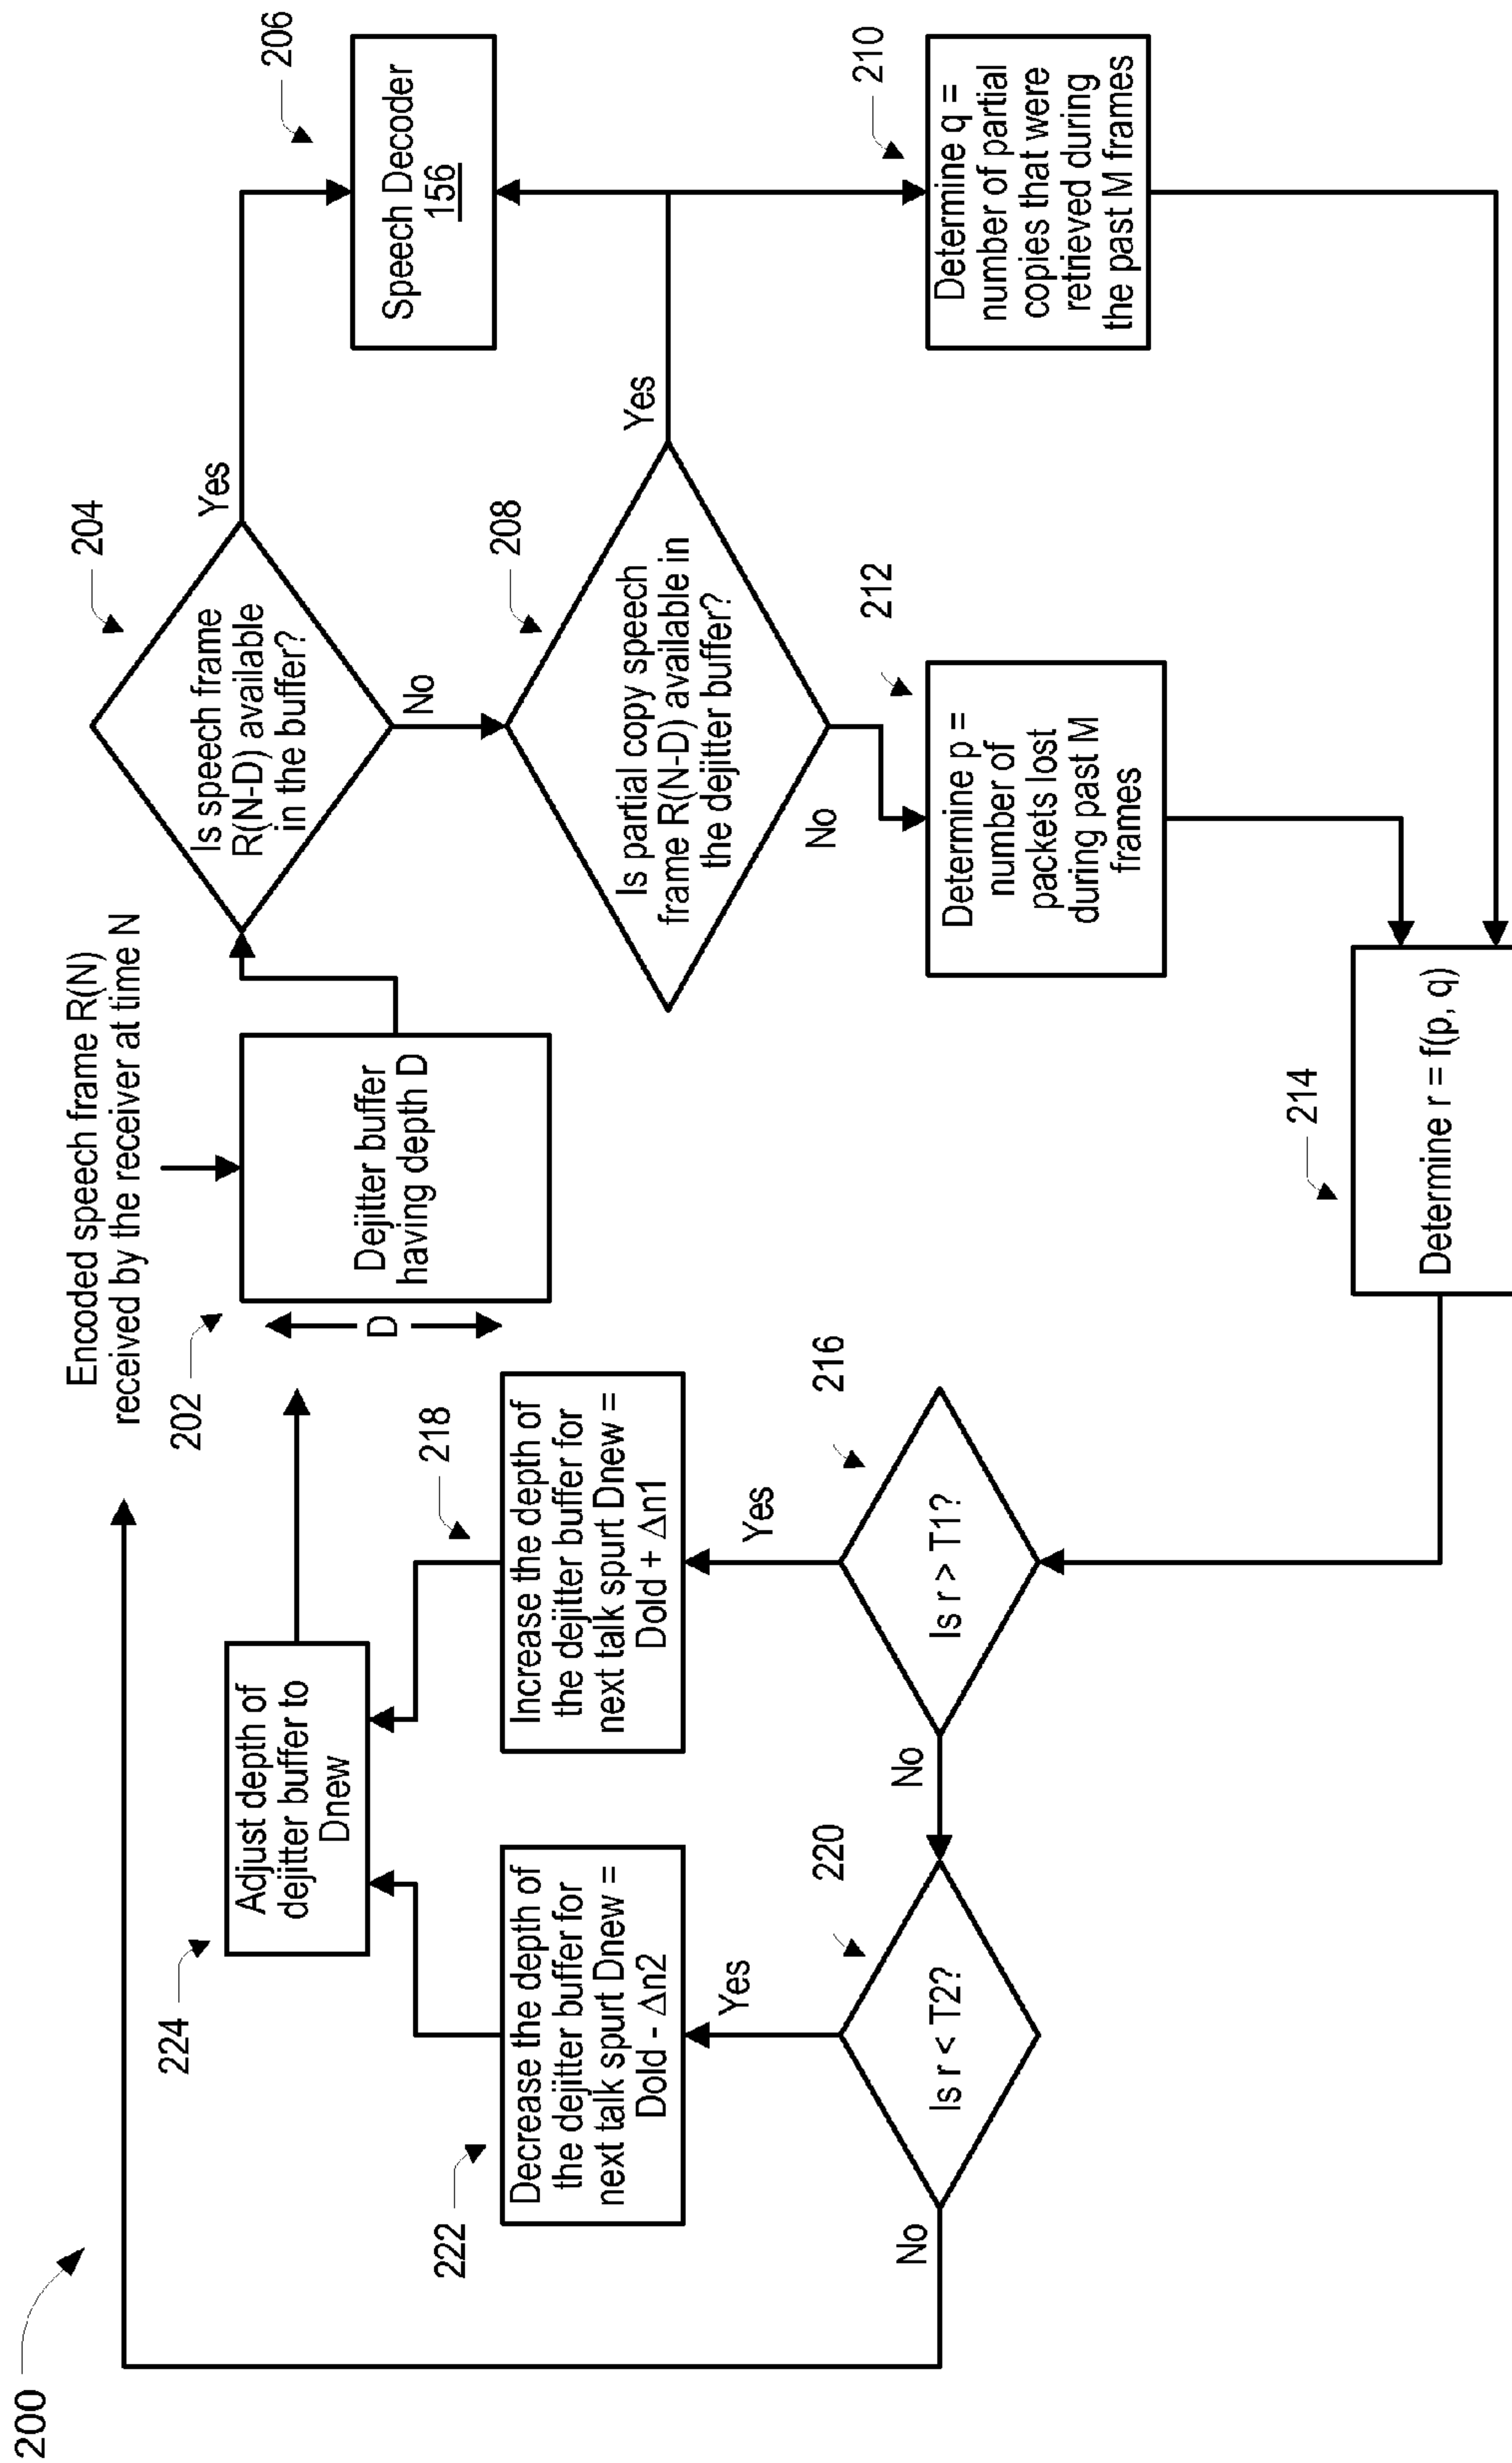 200
Encoded speech frame R(N)
received by the receiver at time N
202
Dejitter buffer
having depth D
D
204
Is speech frame
R(N-D) available
in the buffer?
Yes
No
206
Speech Decoder
156
208
Is partial copy speech
frame R(N-D) available in
the dejitter buffer?
Yes
No
210
Determine q =
number of partial
copies that were
retrieved during
the past M frames
212
Determine p =
number of
packets lost
during past M
frames
214
Determine r = f(p, q)
216
Is r > T1?
Yes
No
218
Increase the depth of
the dejitter buffer for
next talk spurt Dnew =
Dold + Δn1
220
Is r < T2?
Yes
No
222
Decrease the depth of
the dejitter buffer for
next talk spurt Dnew =
Dold - Δn2
224
Adjust depth of
dejitter buffer to
Dnew